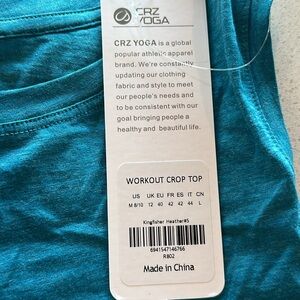 CRZ
YOGA
CRZ YOGA is a global
popular athletic apparel
brand. We're constantly
updating our clothing
fabric and style to meet
our people's needs and
to be consistent with our
goal bringing people a
healthy and beautiful life.
WORKOUT CROP TOP
US UK EU FR ES IT CN
M 8/10 12 40 42 42 44 L
Kingfisher Heather#5
6941547146766
R802
Made in China